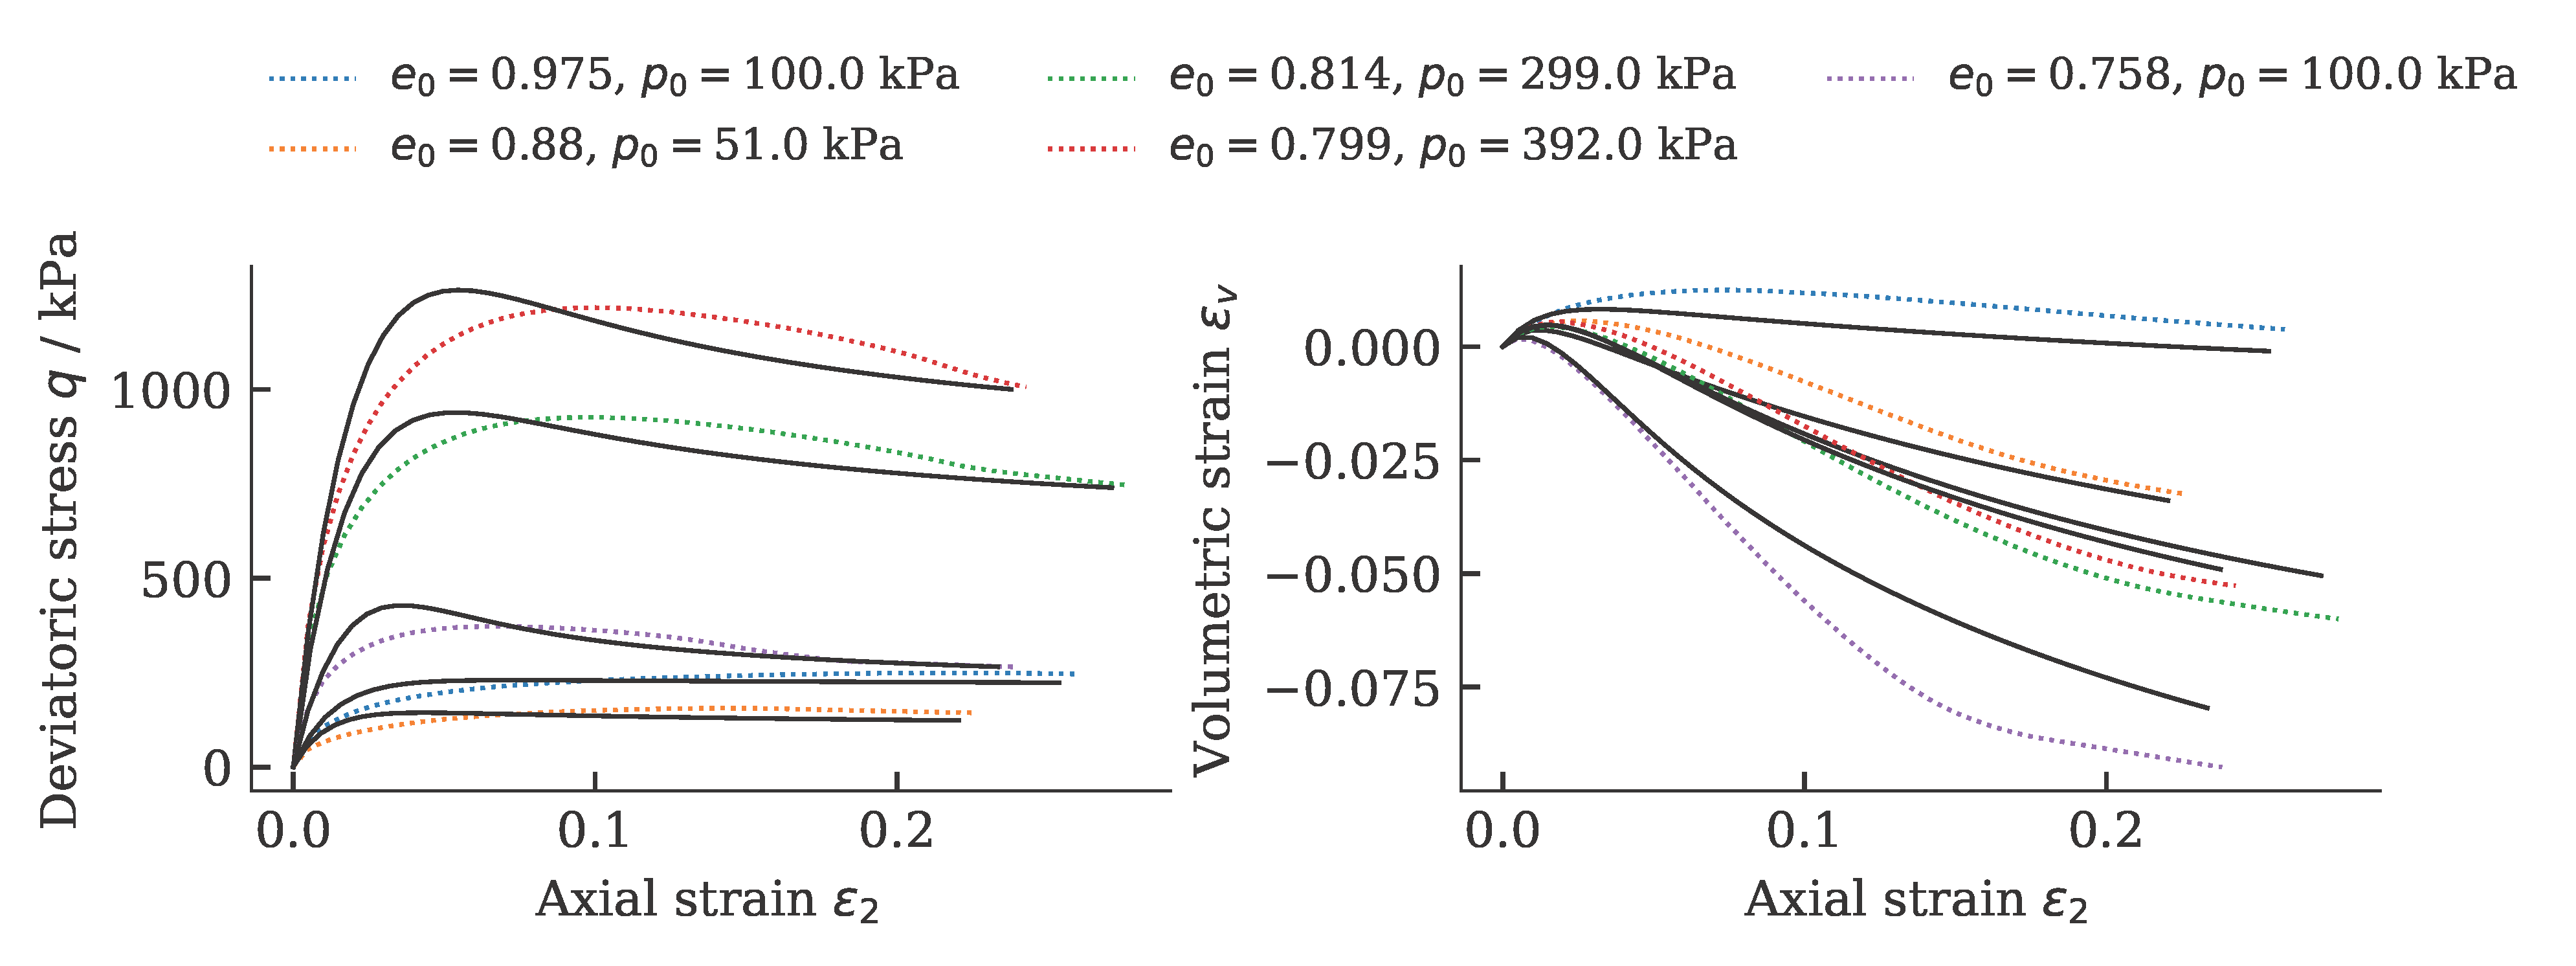 e₀ = 0.975, p₀ = 100.0 kPa
e₀ = 0.88, p₀ = 51.0 kPa
e₀ = 0.814, p₀ = 299.0 kPa
e₀ = 0.799, p₀ = 392.0 kPa
e₀ = 0.758, p₀ = 100.0 kPa
Deviatoric stress q / kPa
1000
500
0
0.0 0.1 0.2
Axial strain ε₂
Volumetric strain εᵥ
0.000
−0.025
−0.050
−0.075
0.0 0.1 0.2
Axial strain ε₂